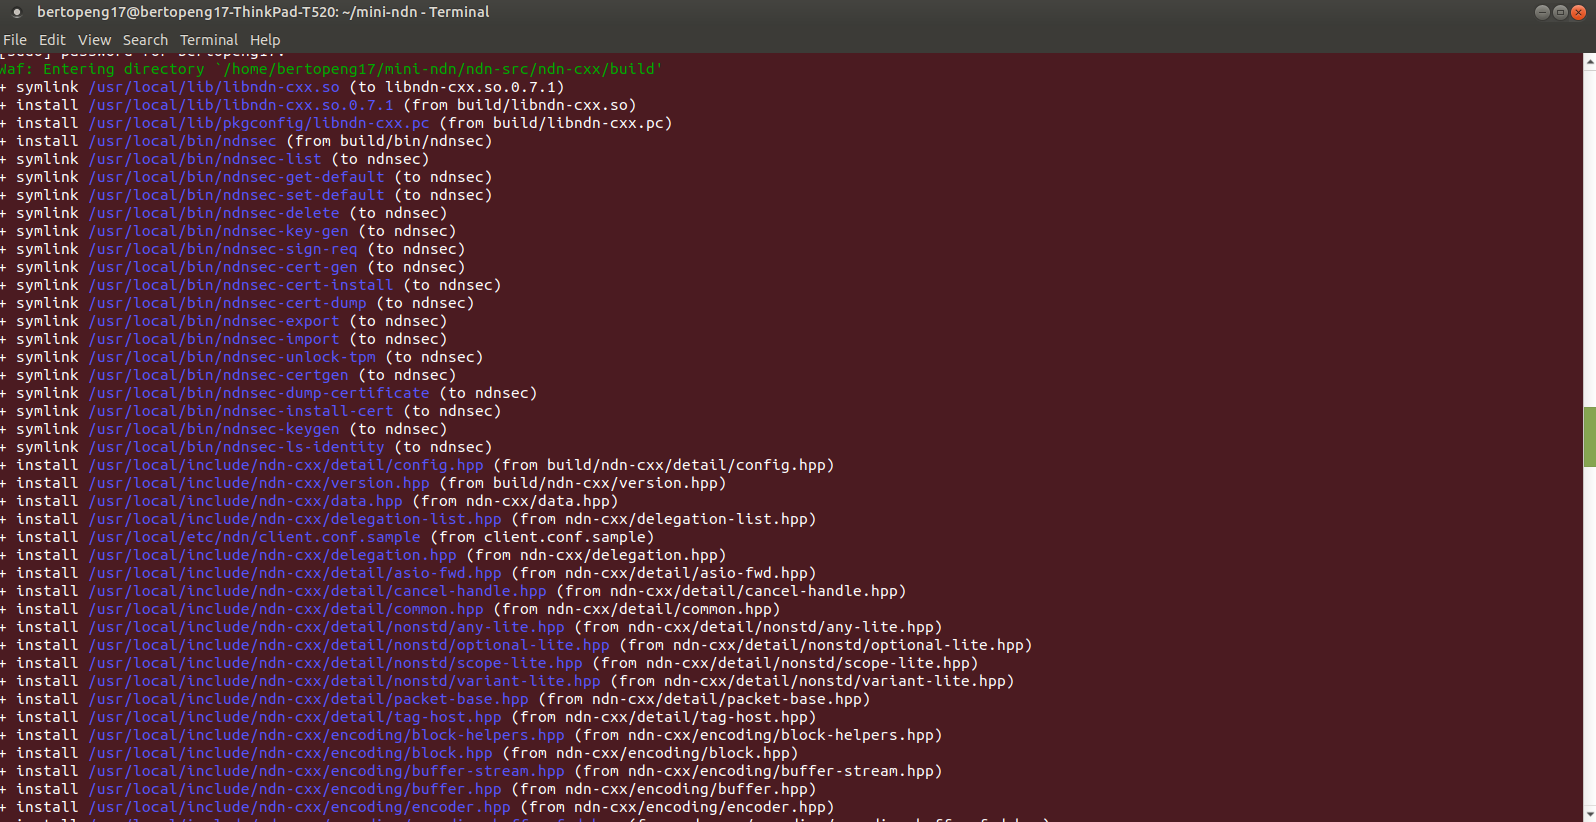 bertopeng17@bertopeng17-ThinkPad-T520: ~/mini-ndn - Terminal
File Edit View Search Terminal Help
[sudo] password for bertopeng17:
Waf: Entering directory `/home/bertopeng17/mini-ndn/ndn-src/ndn-cxx/build'
+ symlink /usr/local/lib/libndn-cxx.so (to libndn-cxx.so.0.7.1)
+ install /usr/local/lib/libndn-cxx.so.0.7.1 (from build/libndn-cxx.so)
+ install /usr/local/lib/pkgconfig/libndn-cxx.pc (from build/libndn-cxx.pc)
+ install /usr/local/bin/ndnsec (from build/bin/ndnsec)
+ symlink /usr/local/bin/ndnsec-list (to ndnsec)
+ symlink /usr/local/bin/ndnsec-get-default (to ndnsec)
+ symlink /usr/local/bin/ndnsec-set-default (to ndnsec)
+ symlink /usr/local/bin/ndnsec-delete (to ndnsec)
+ symlink /usr/local/bin/ndnsec-key-gen (to ndnsec)
+ symlink /usr/local/bin/ndnsec-sign-req (to ndnsec)
+ symlink /usr/local/bin/ndnsec-cert-gen (to ndnsec)
+ symlink /usr/local/bin/ndnsec-cert-install (to ndnsec)
+ symlink /usr/local/bin/ndnsec-cert-dump (to ndnsec)
+ symlink /usr/local/bin/ndnsec-export (to ndnsec)
+ symlink /usr/local/bin/ndnsec-import (to ndnsec)
+ symlink /usr/local/bin/ndnsec-unlock-tpm (to ndnsec)
+ symlink /usr/local/bin/ndnsec-certgen (to ndnsec)
+ symlink /usr/local/bin/ndnsec-dump-certificate (to ndnsec)
+ symlink /usr/local/bin/ndnsec-install-cert (to ndnsec)
+ symlink /usr/local/bin/ndnsec-keygen (to ndnsec)
+ symlink /usr/local/bin/ndnsec-ls-identity (to ndnsec)
+ install /usr/local/include/ndn-cxx/detail/config.hpp (from build/ndn-cxx/detail/config.hpp)
+ install /usr/local/include/ndn-cxx/version.hpp (from build/ndn-cxx/version.hpp)
+ install /usr/local/include/ndn-cxx/data.hpp (from ndn-cxx/data.hpp)
+ install /usr/local/include/ndn-cxx/delegation-list.hpp (from ndn-cxx/delegation-list.hpp)
+ install /usr/local/etc/ndn/client.conf.sample (from client.conf.sample)
+ install /usr/local/include/ndn-cxx/delegation.hpp (from ndn-cxx/delegation.hpp)
+ install /usr/local/include/ndn-cxx/detail/asio-fwd.hpp (from ndn-cxx/detail/asio-fwd.hpp)
+ install /usr/local/include/ndn-cxx/detail/cancel-handle.hpp (from ndn-cxx/detail/cancel-handle.hpp)
+ install /usr/local/include/ndn-cxx/detail/common.hpp (from ndn-cxx/detail/common.hpp)
+ install /usr/local/include/ndn-cxx/detail/nonstd/any-lite.hpp (from ndn-cxx/detail/nonstd/any-lite.hpp)
+ install /usr/local/include/ndn-cxx/detail/nonstd/optional-lite.hpp (from ndn-cxx/detail/nonstd/optional-lite.hpp)
+ install /usr/local/include/ndn-cxx/detail/nonstd/scope-lite.hpp (from ndn-cxx/detail/nonstd/scope-lite.hpp)
+ install /usr/local/include/ndn-cxx/detail/nonstd/variant-lite.hpp (from ndn-cxx/detail/nonstd/variant-lite.hpp)
+ install /usr/local/include/ndn-cxx/detail/packet-base.hpp (from ndn-cxx/detail/packet-base.hpp)
+ install /usr/local/include/ndn-cxx/detail/tag-host.hpp (from ndn-cxx/detail/tag-host.hpp)
+ install /usr/local/include/ndn-cxx/encoding/block-helpers.hpp (from ndn-cxx/encoding/block-helpers.hpp)
+ install /usr/local/include/ndn-cxx/encoding/block.hpp (from ndn-cxx/encoding/block.hpp)
+ install /usr/local/include/ndn-cxx/encoding/buffer-stream.hpp (from ndn-cxx/encoding/buffer-stream.hpp)
+ install /usr/local/include/ndn-cxx/encoding/buffer.hpp (from ndn-cxx/encoding/buffer.hpp)
+ install /usr/local/include/ndn-cxx/encoding/encoder.hpp (from ndn-cxx/encoding/encoder.hpp)